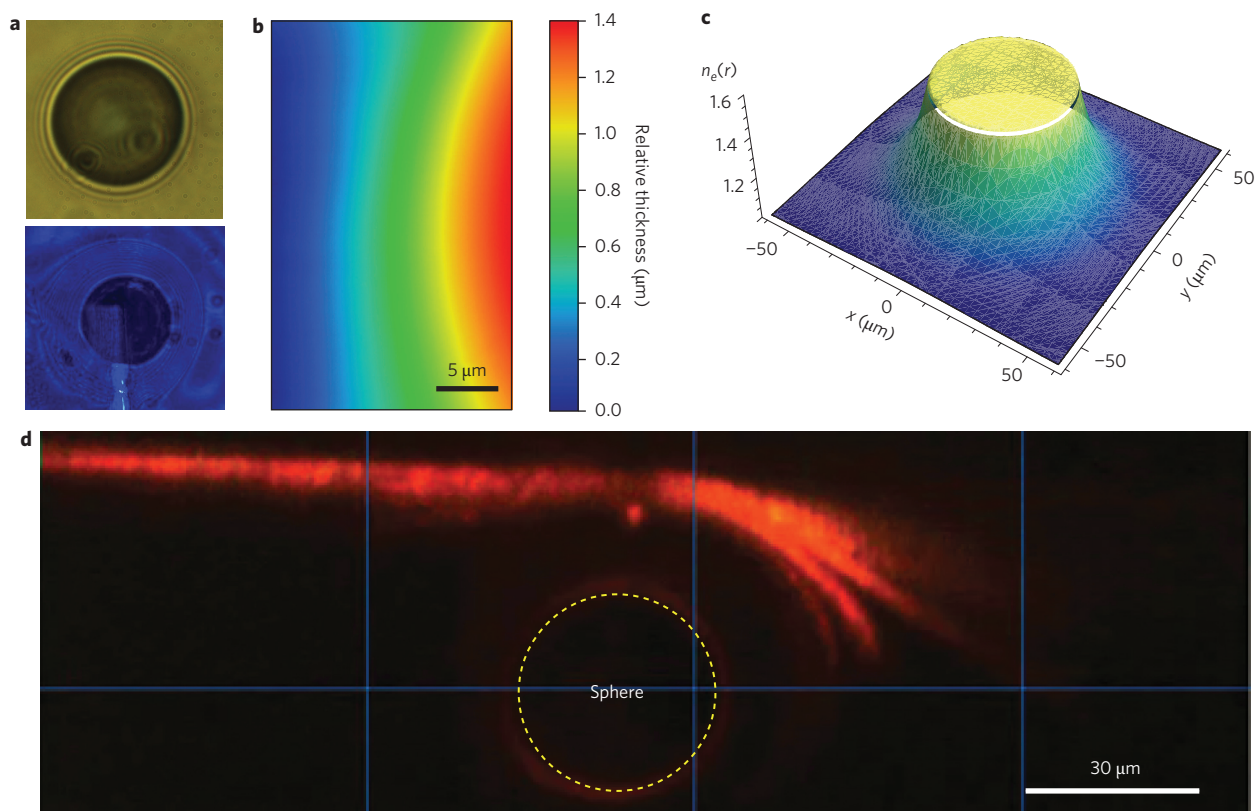 a
b
5 μm
1.4
1.2
1.0
0.8
0.6
0.4
0.2
0.0
Relative thickness (μm)
c
nₑ(r)
1.6
1.4
1.2
−50
0
50
x (μm)
50
0
−50
y (μm)
d
Sphere
30 μm